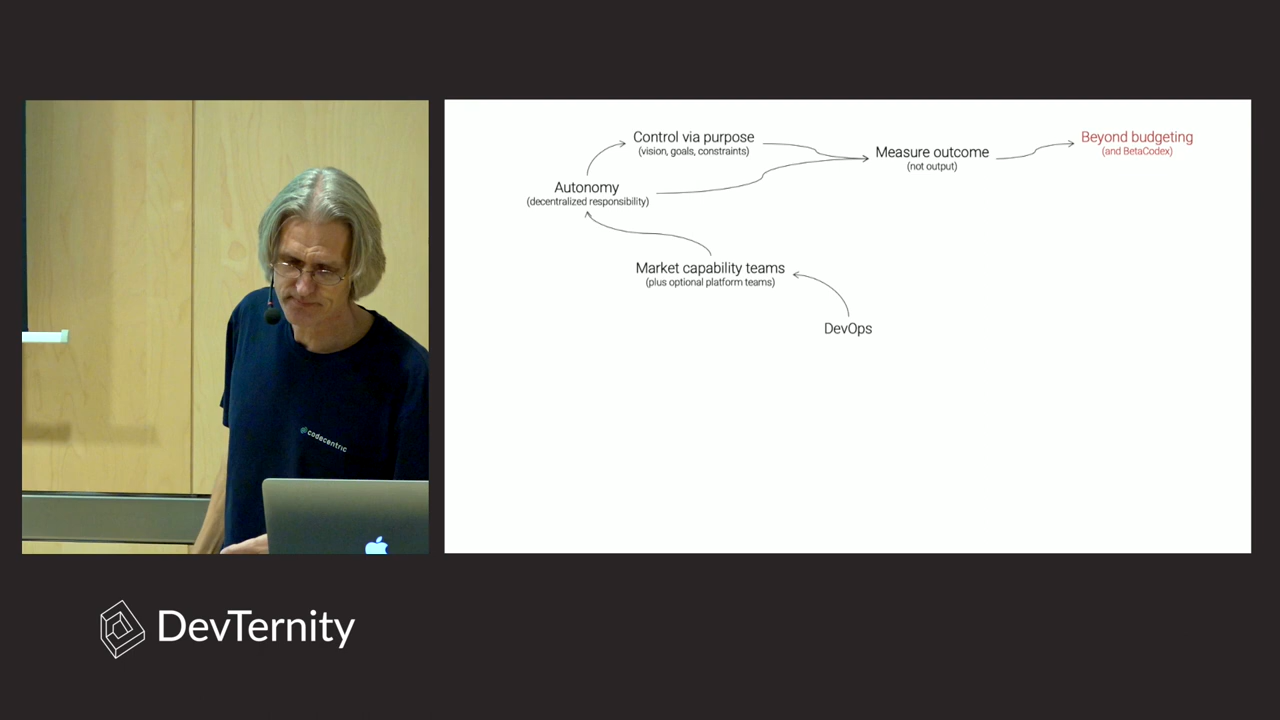 Control via purpose
(vision, goals, constraints)
Measure outcome
(not output)
Beyond budgeting
(and BetaCodex)
Autonomy
(decentralized responsibility)
Market capability teams
(plus optional platform teams)
DevOps
@codecentric
DevTernity